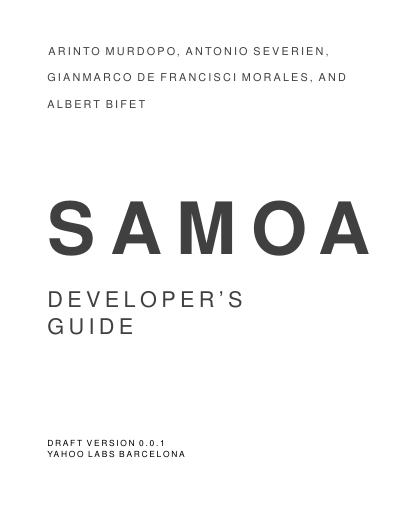 ARINTO MURDOPO, ANTONIO SEVERIEN,
GIANMARCO DE FRANCISCI MORALES, AND
ALBERT BIFET
SAMOA
DEVELOPER’S
GUIDE
DRAFT VERSION 0.0.1
YAHOO LABS BARCELONA